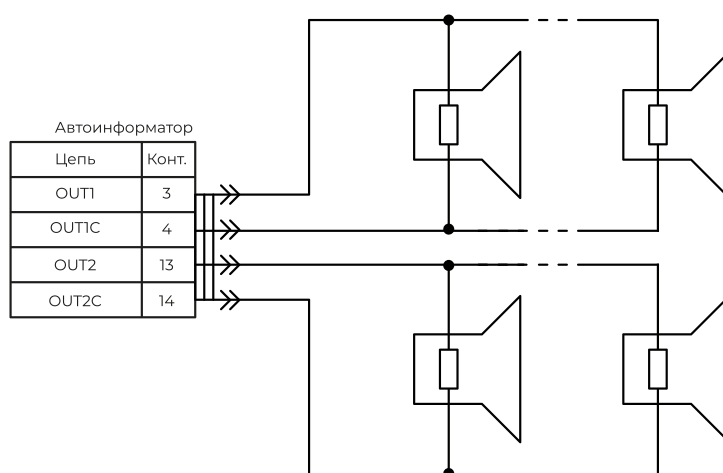 Автоинформатор
Цепь Конт.
OUT1 3
OUT1C 4
OUT2 13
OUT2C 14